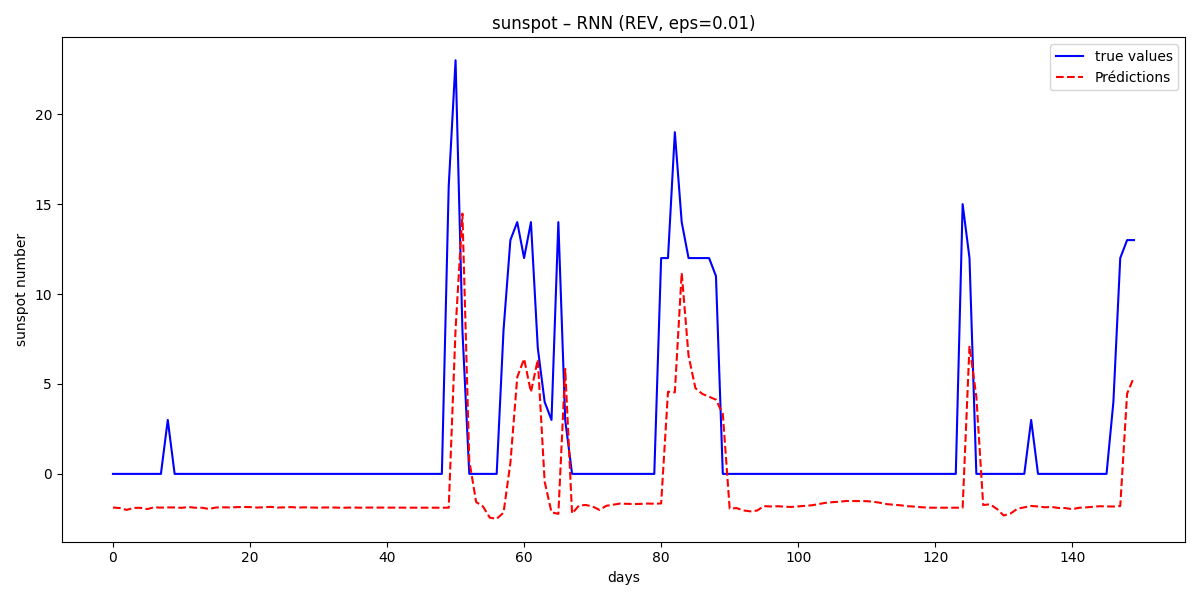 sunspot – RNN (REV, eps=0.01)
true values
Prédictions
sunspot number
20
15
10
5
0
0
20
40
60
80
100
120
140
days